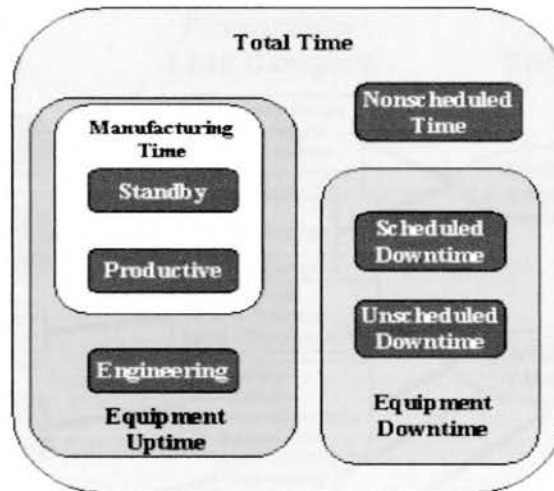 Total Time
Manufacturing
Time
Standby
Productive
Engineering
Equipment
Uptime
Nonscheduled
Time
Scheduled
Downtime
Unscheduled
Downtime
Equipment
Downtime